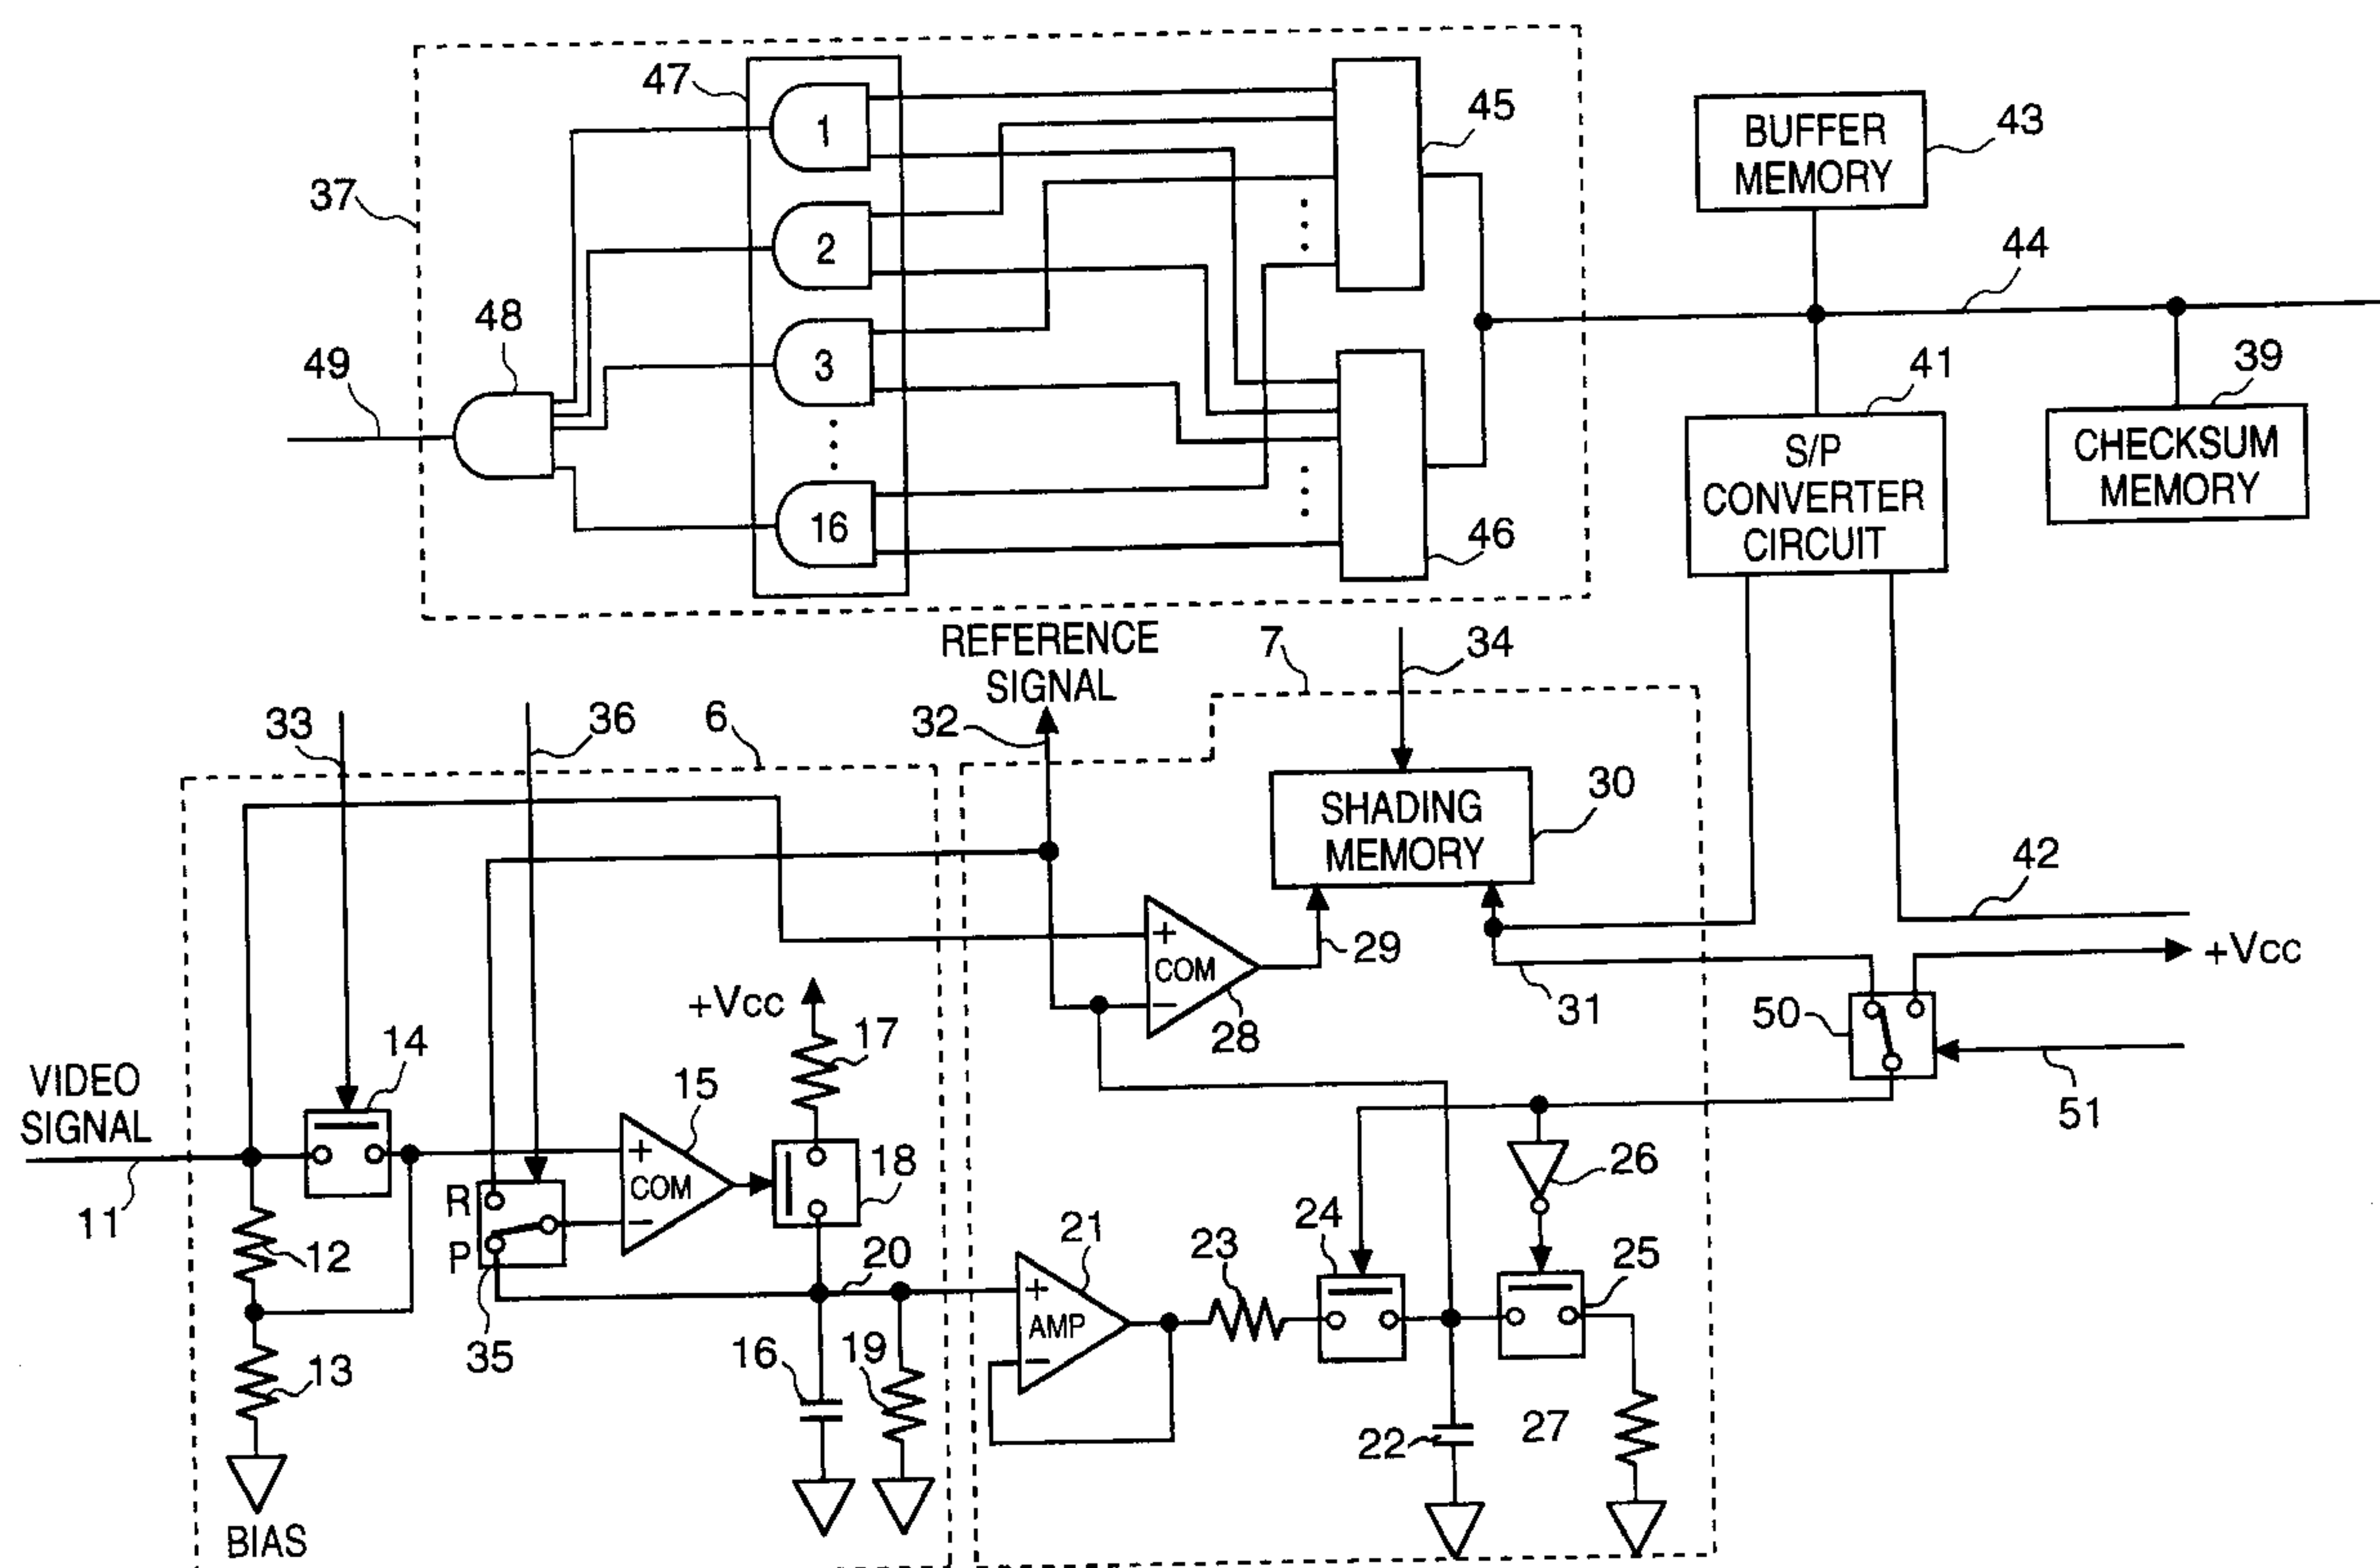 47
1
45
BUFFER
MEMORY
43
37
2
44
48
3
41
39
49
S/P
CONVERTER
CIRCUIT
CHECKSUM
MEMORY
16
46
REFERENCE
SIGNAL
7
34
33
36
6
32
SHADING
MEMORY
30
42
+
COM
−
28
29
31
+Vcc
50
51
+Vcc
17
14
15
VIDEO
SIGNAL
11
+
COM
−
18
R
P
35
12
13
20
21
+
AMP
−
23
24
26
25
16
19
22
27
BIAS